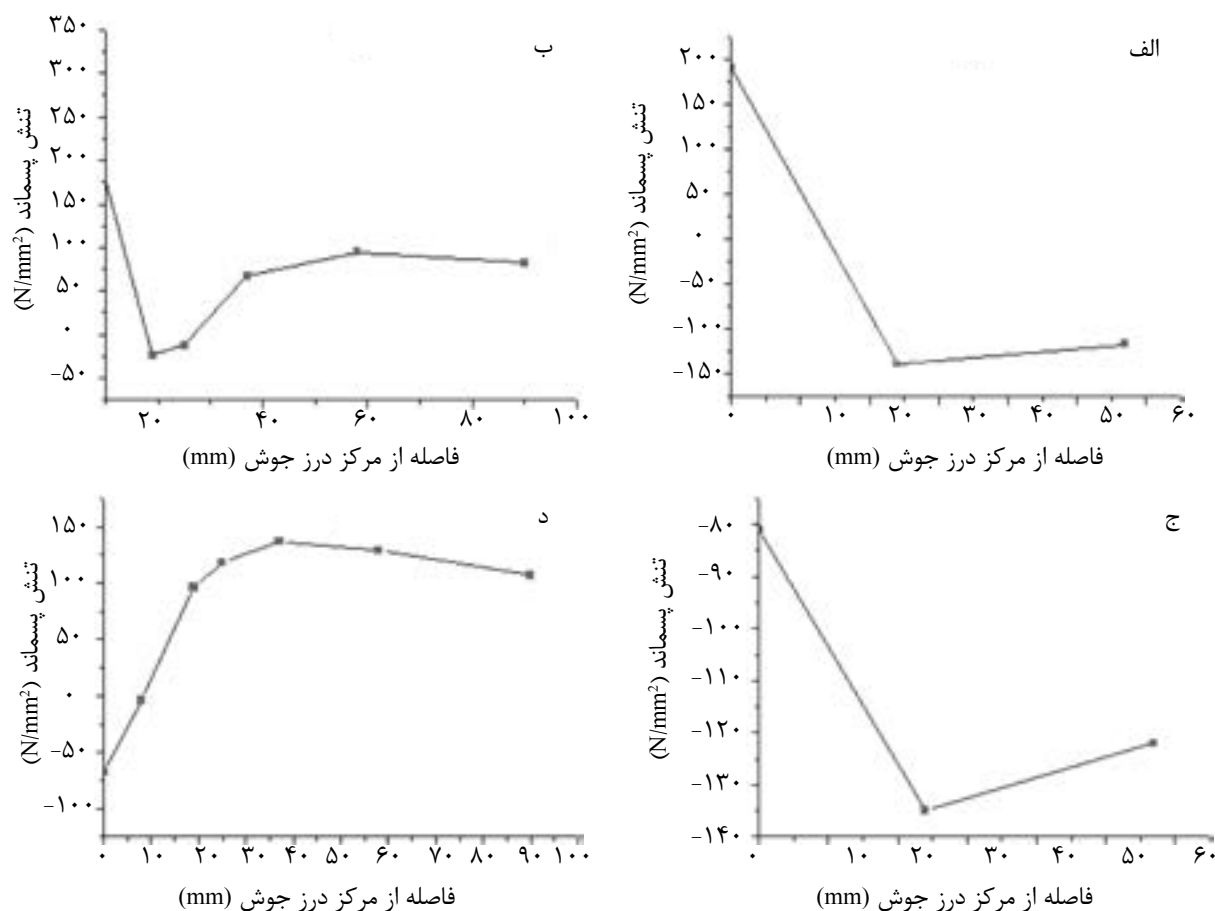 الف
تنش پسماند (N/mm²)
۲۰۰
۱۵۰
۱۰۰
۵۰
۰
−۵۰
−۱۰۰
−۱۵۰
۰ ۱۰ ۲۰ ۳۰ ۴۰ ۵۰ ۶۰
فاصله از مرکز درز جوش (mm)
ب
تنش پسماند (N/mm²)
۳۵۰
۳۰۰
۲۵۰
۲۰۰
۱۵۰
۱۰۰
۵۰
۰
−۵۰
۲۰ ۴۰ ۶۰ ۸۰ ۱۰۰
فاصله از مرکز درز جوش (mm)
ج
تنش پسماند (N/mm²)
−۸۰
−۹۰
−۱۰۰
−۱۱۰
−۱۲۰
−۱۳۰
−۱۴۰
۰ ۱۰ ۲۰ ۳۰ ۴۰ ۵۰ ۶۰
فاصله از مرکز درز جوش (mm)
د
تنش پسماند (N/mm²)
۱۵۰
۱۰۰
۵۰
۰
−۵۰
−۱۰۰
۰ ۱۰ ۲۰ ۳۰ ۴۰ ۵۰ ۶۰ ۷۰ ۸۰ ۹۰ ۱۰۰
فاصله از مرکز درز جوش (mm)